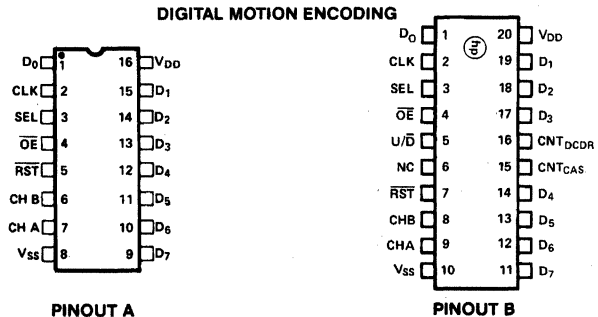 DIGITAL MOTION ENCODING
D0 1 16 VDD
CLK 2 15 D1
SEL 3 14 D2
OE 4 13 D3
RST 5 12 D4
CH B 6 11 D5
CH A 7 10 D6
VSS 8 9 D7
PINOUT A
hp
DO 1 20 VDD
CLK 2 19 D1
SEL 3 18 D2
OE 4 17 D3
U/D 5 16 CNTDCDR
NC 6 15 CNTCAS
RST 7 14 D4
CHB 8 13 D5
CHA 9 12 D6
VSS 10 11 D7
PINOUT B